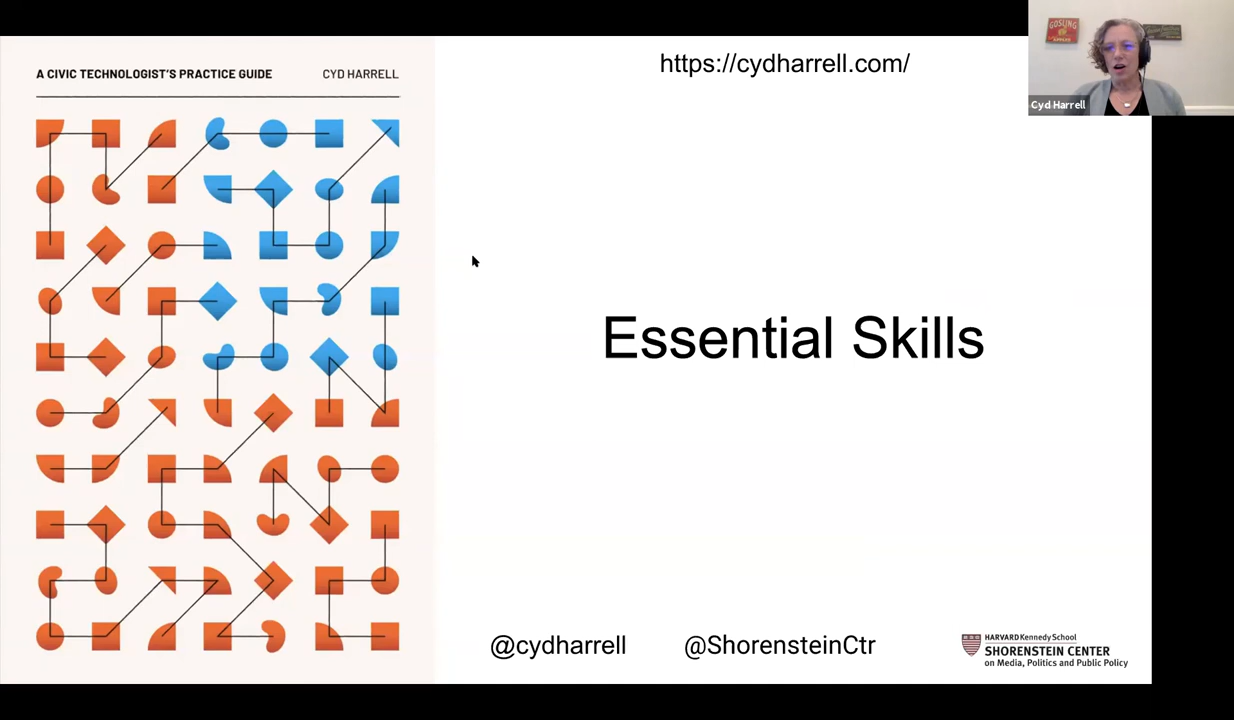 A CIVIC TECHNOLOGIST'S PRACTICE GUIDE
CYD HARRELL
https://cydharrell.com/
GOSLING
Cyd Harrell
Essential Skills
@cydharrell
@ShorensteinCtr
HARVARD Kennedy School
SHORENSTEIN CENTER
on Media, Politics and Public Policy